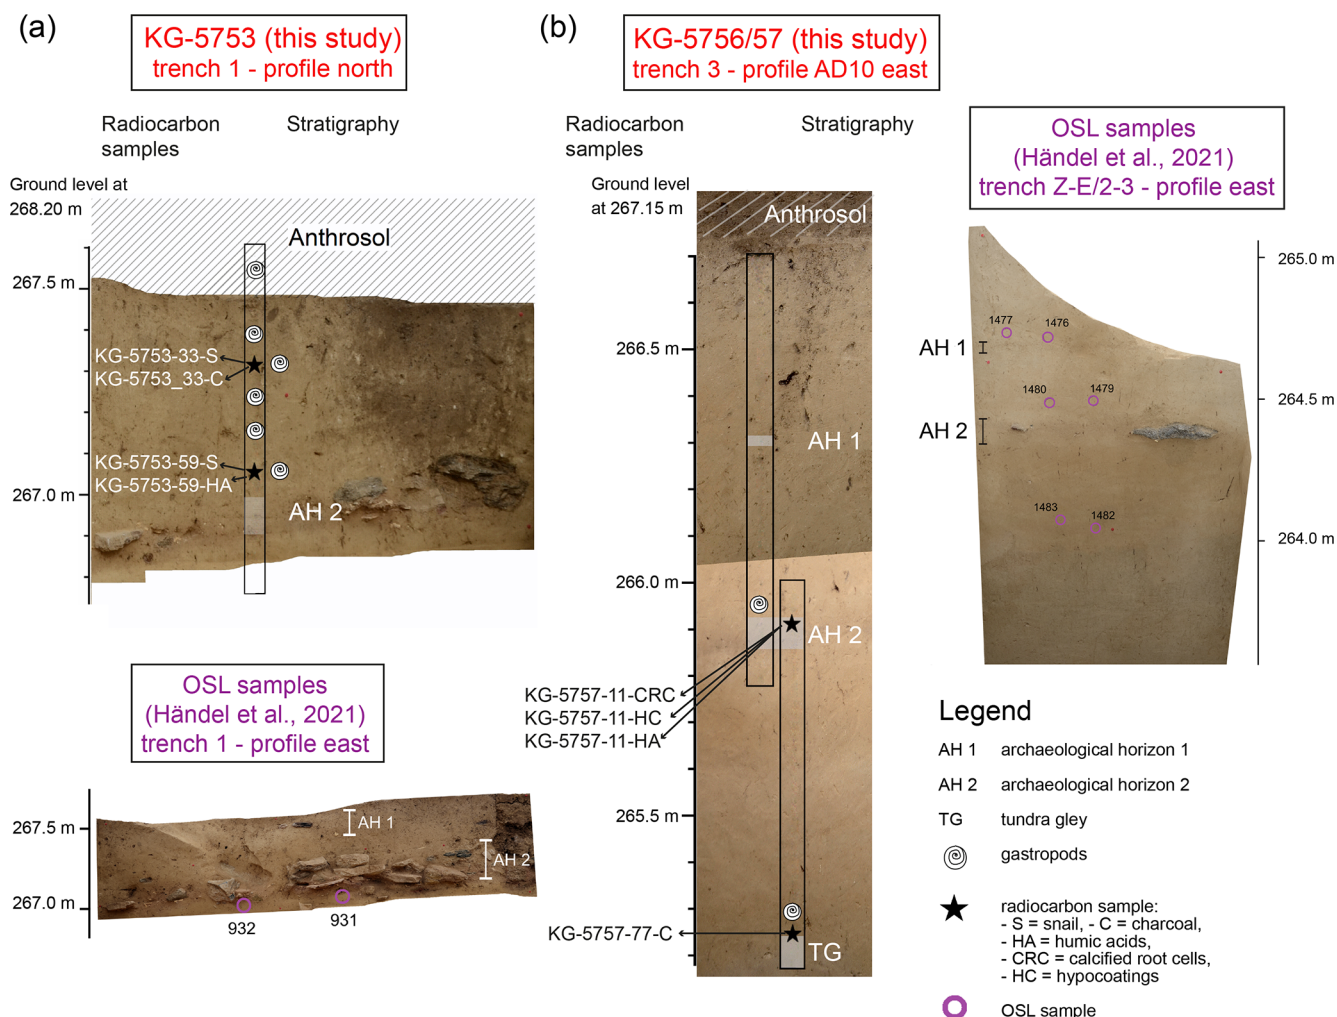 (a)
KG-5753 (this study)
trench 1 - profile north
Radiocarbon
samples
Stratigraphy
Ground level at
268.20 m
Anthrosol
267.5 m
KG-5753-33-S
KG-5753_33-C
KG-5753-59-S
KG-5753-59-HA
267.0 m
AH 2
OSL samples
(Händel et al., 2021)
trench 1 - profile east
267.5 m
AH 1
AH 2
267.0 m
932
931
(b)
KG-5756/57 (this study)
trench 3 - profile AD10 east
Radiocarbon
samples
Stratigraphy
Ground level
at 267.15 m
Anthrosol
266.5 m
AH 1
266.0 m
AH 2
KG-5757-11-CRC
KG-5757-11-HC
KG-5757-11-HA
265.5 m
KG-5757-77-C
TG
OSL samples
(Händel et al., 2021)
trench Z-E/2-3 - profile east
265.0 m
1477
1476
AH 1
1480
1479
264.5 m
AH 2
1483
1482
264.0 m
Legend
AH 1 archaeological horizon 1
AH 2 archaeological horizon 2
TG tundra gley
gastropods
radiocarbon sample:
- S = snail, - C = charcoal,
- HA = humic acids,
- CRC = calcified root cells,
- HC = hypocoatings
OSL sample